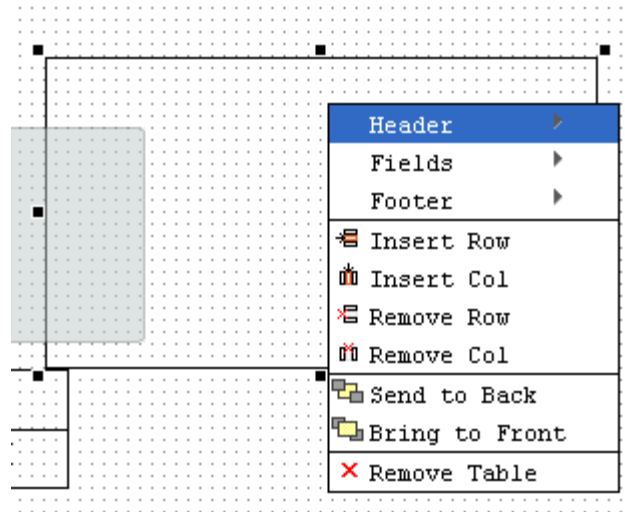 Header
Fields
Footer
Insert Row
Insert Col
Remove Row
Remove Col
Send to Back
Bring to Front
Remove Table